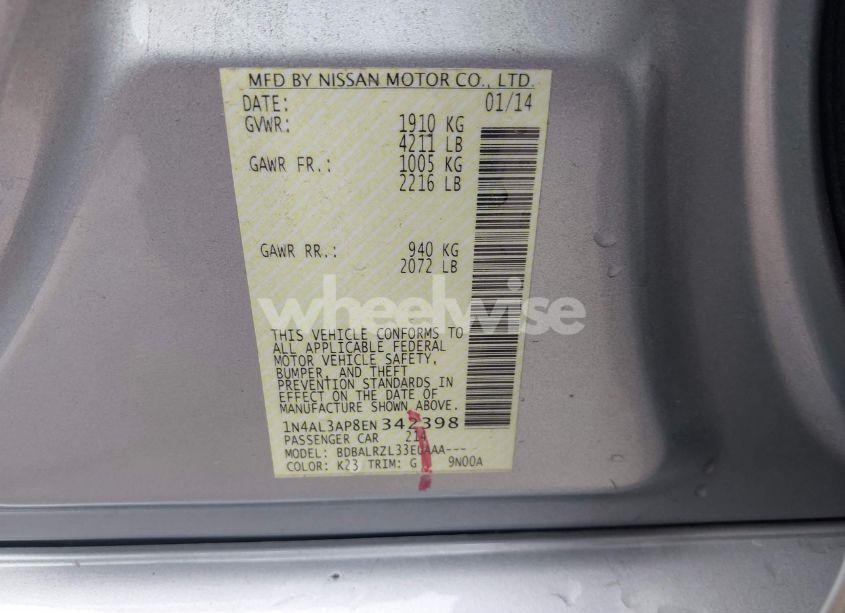 MFD BY NISSAN MOTOR CO., LTD.
DATE: 01/14
GVWR: 1910 KG
4211 LB
GAWR FR.: 1005 KG
2216 LB
GAWR RR.: 940 KG
2072 LB
wheelwise
THIS VEHICLE CONFORMS TO
ALL APPLICABLE FEDERAL
MOTOR VEHICLE SAFETY,
BUMPER, AND THEFT
PREVENTION STANDARDS IN
EFFECT ON THE DATE OF
MANUFACTURE SHOWN ABOVE.
1N4AL3AP8EN342398
PASSENGER CAR 214
MODEL: BDBALRZL33EUAAA----
COLOR: K23 TRIM: G 9N00A